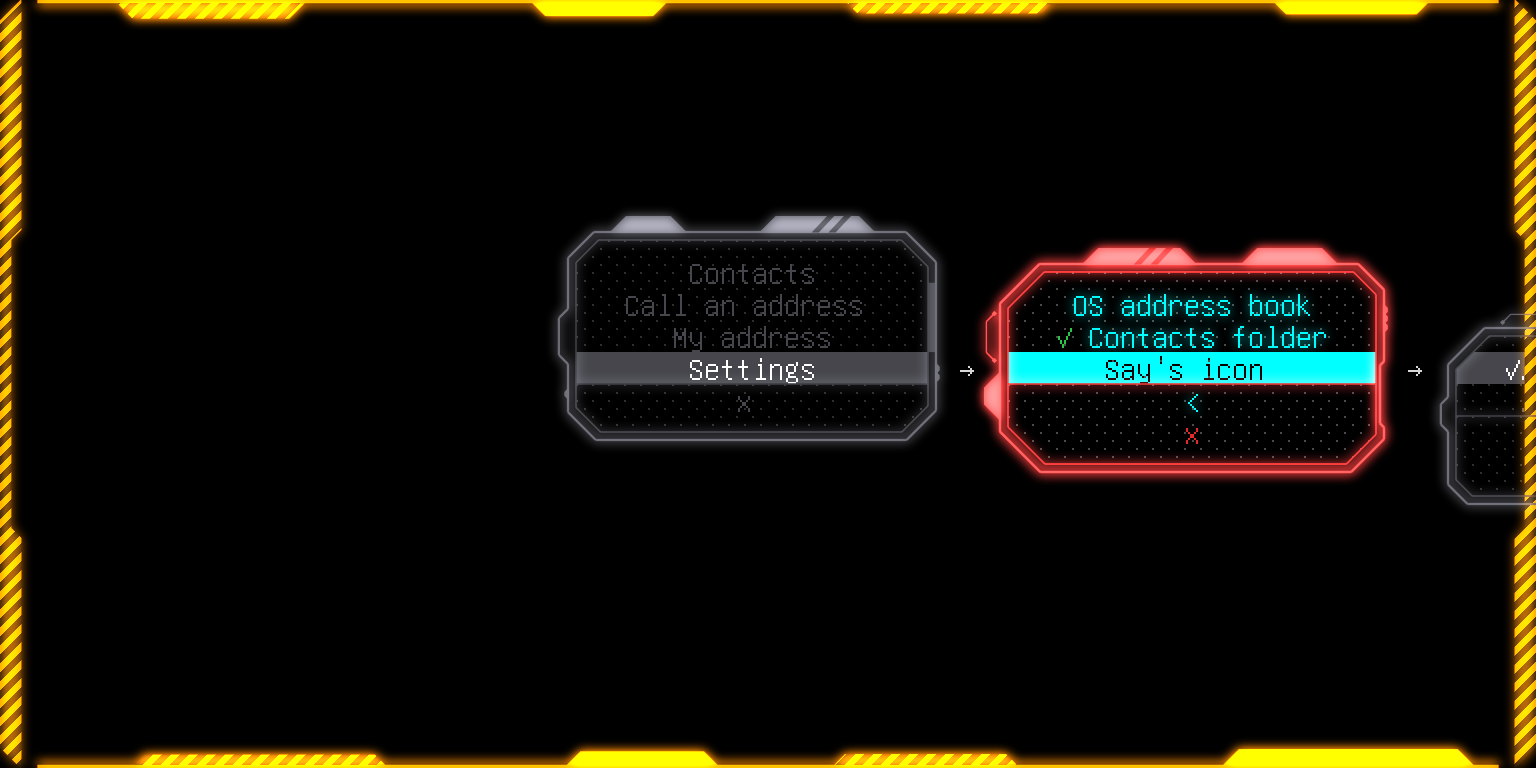 Contacts
Call an address
My address
Settings
x
→
OS address book
√ Contacts folder
Say's icon
<
x
→
√